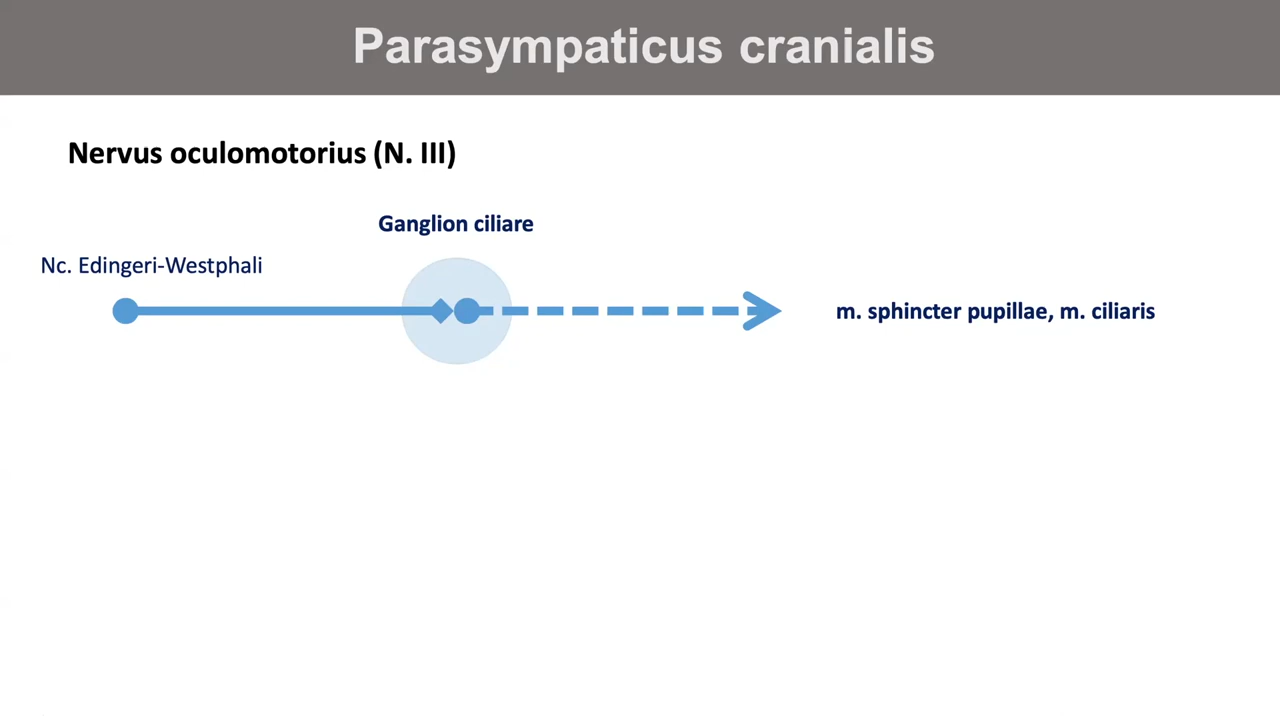 Parasympaticus cranialis
Nervus oculomotorius (N. III)
Ganglion ciliare
Nc. Edingeri-Westphali
m. sphincter pupillae, m. ciliaris